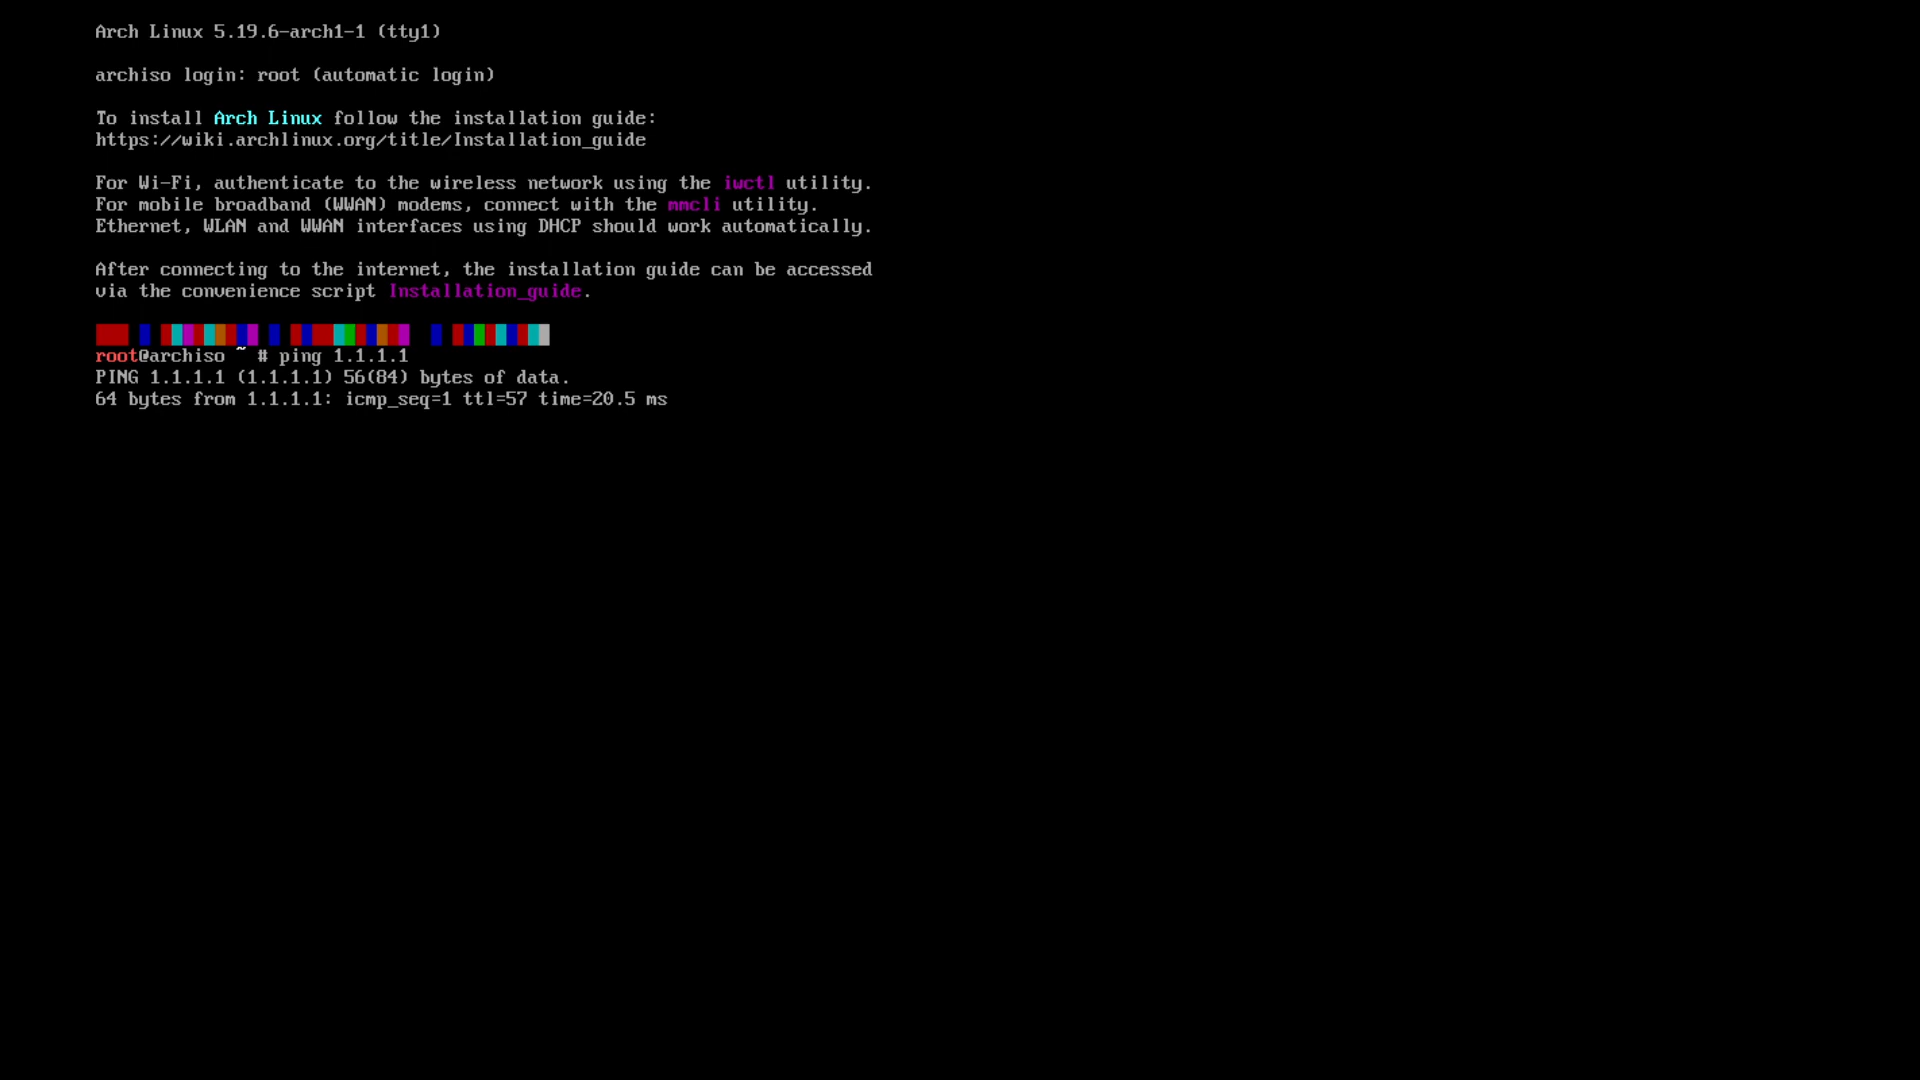 Arch Linux 5.19.6-arch1-1 (tty1)
archiso login: root (automatic login)
To install Arch Linux follow the installation guide:
https://wiki.archlinux.org/title/Installation_guide
For Wi-Fi, authenticate to the wireless network using the iwctl utility.
For mobile broadband (WWAN) modems, connect with the mmcli utility.
Ethernet, WLAN and WWAN interfaces using DHCP should work automatically.
After connecting to the internet, the installation guide can be accessed
via the convenience script Installation_guide.
root@archiso ~ # ping 1.1.1.1
PING 1.1.1.1 (1.1.1.1) 56(84) bytes of data.
64 bytes from 1.1.1.1: icmp_seq=1 ttl=57 time=20.5 ms